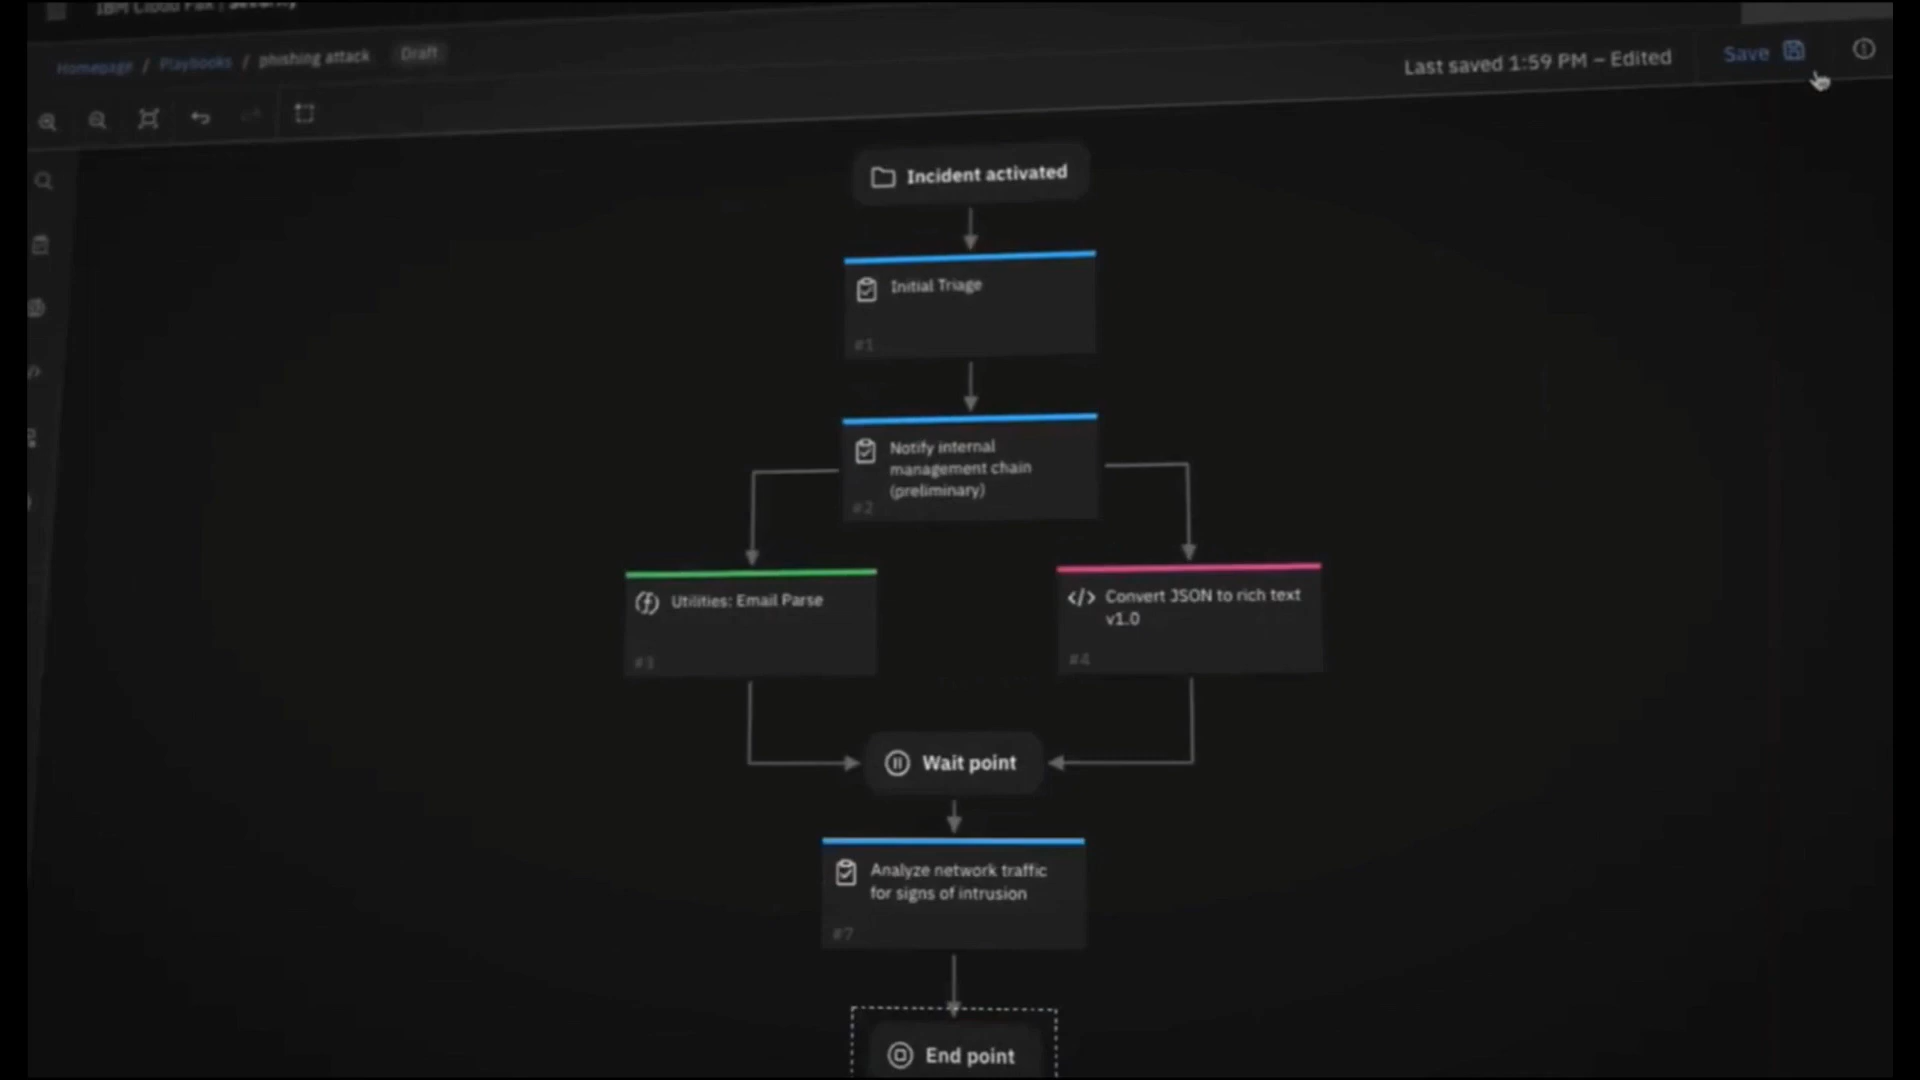 IBM Cloud Pak | Security
Homepage / Playbooks / phishing attack Draft
Last saved 1:59 PM – Edited
Save
Incident activated
Initial Triage
#1
Notify internal
management chain
(preliminary)
#2
Utilities: Email Parse
#3
Convert JSON to rich text
v1.0
#4
Wait point
Analyze network traffic
for signs of intrusion
#7
End point